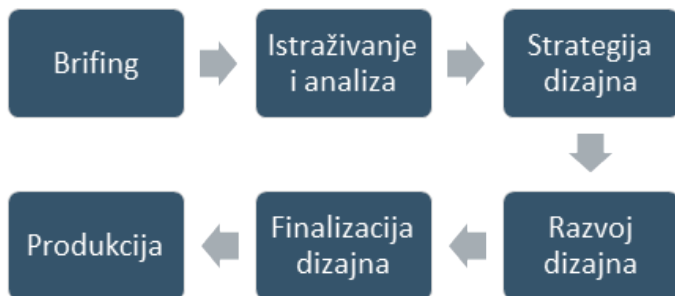 Brifing
Istraživanje
i analiza
Strategija
dizajna
Razvoj
dizajna
Finalizacija
dizajna
Produkcija